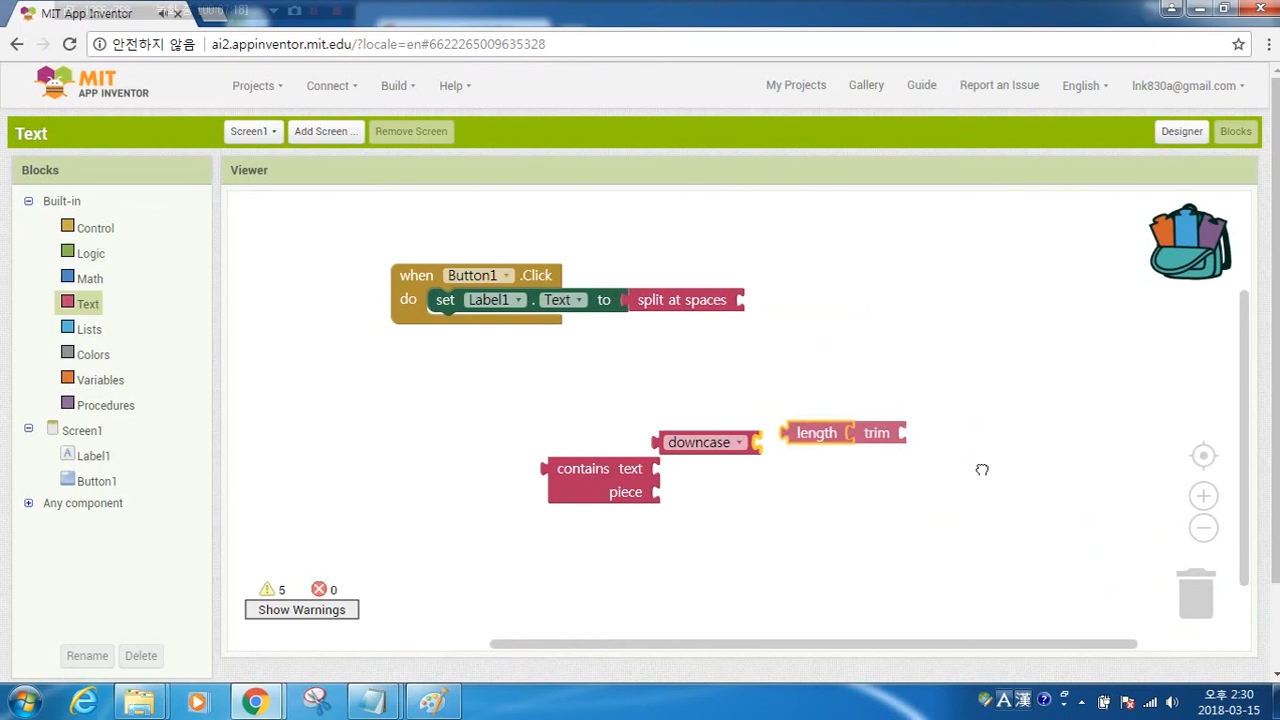 MIT App Inventor
안전하지 않음 ai2.appinventor.mit.edu/?locale=en#6622265009635328
MIT
APP INVENTOR
Projects Connect Build Help My Projects Gallery Guide Report an Issue English lnk830a@gmail.com
Text Screen1 Add Screen ... Remove Screen Designer Blocks
Blocks Viewer
Built-in
Control
Logic
Math
Text
Lists
Colors
Variables
Procedures
Screen1
Label1
Button1
Any component
Rename Delete
when Button1 .Click
do set Label1 . Text to split at spaces
length trim
downcase
contains text
piece
5 0
Show Warnings
A 漢
오후 2:30
2018-03-15